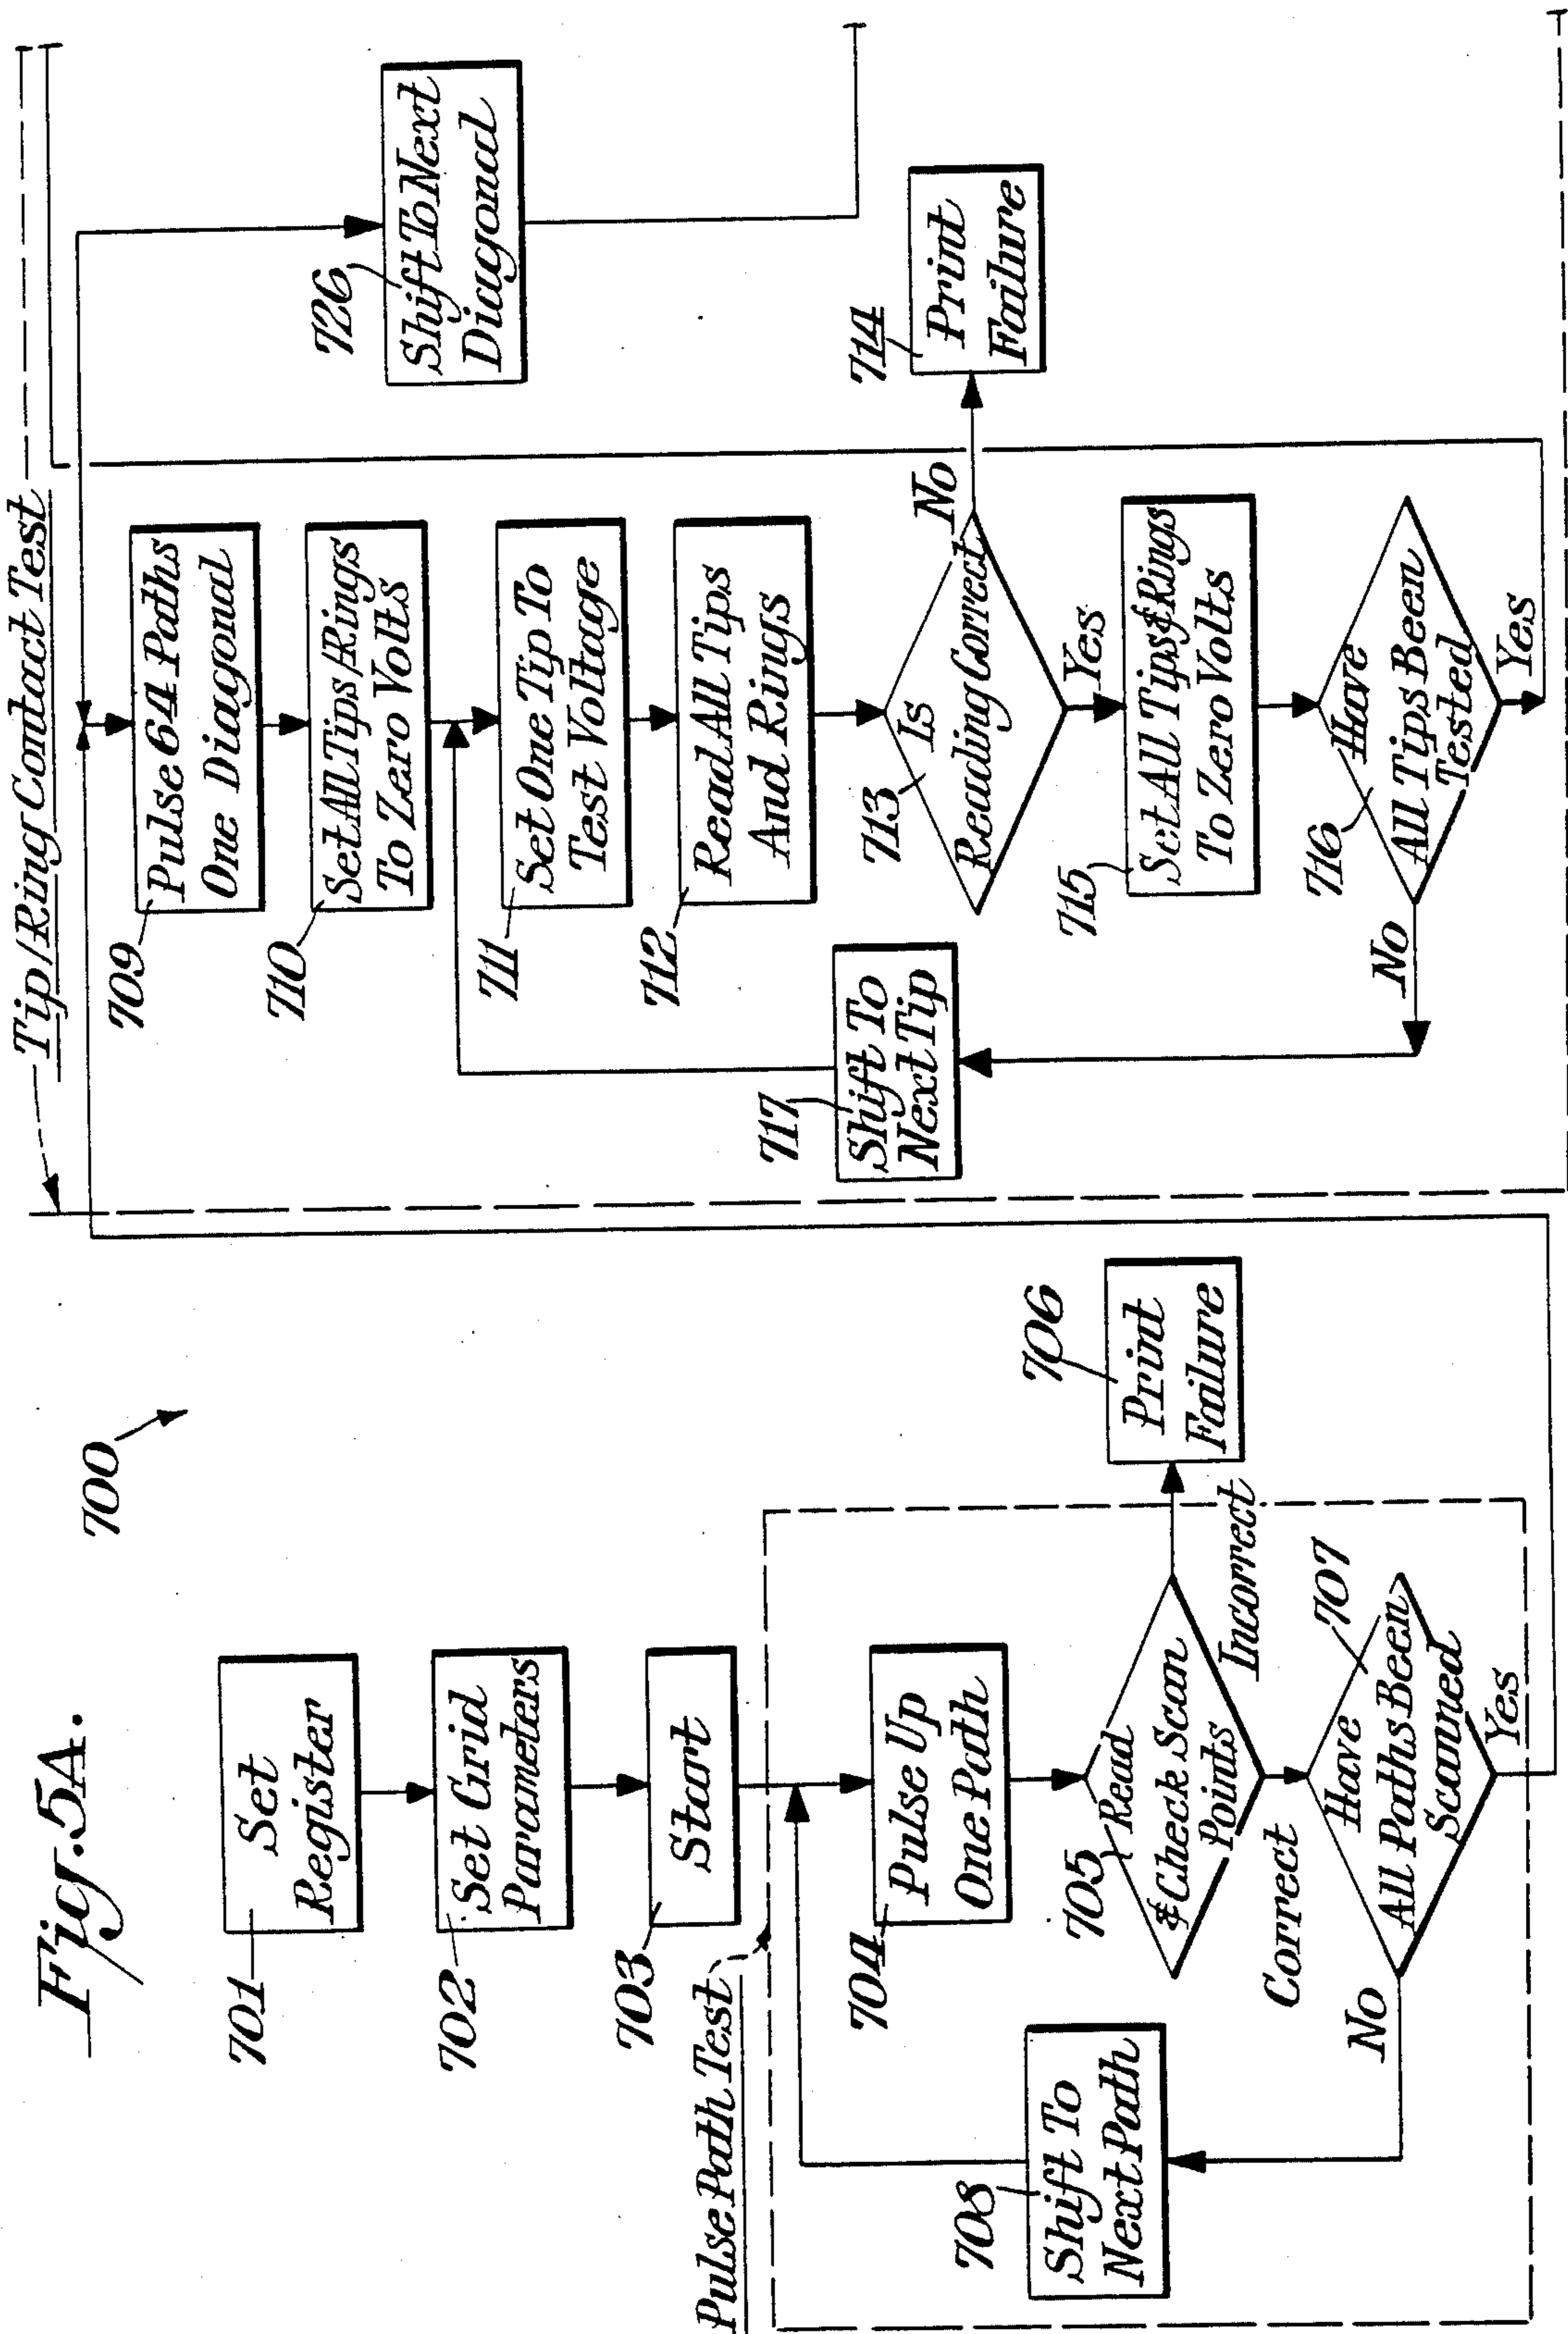 Fig. 5A.
700
701
Set
Register
702
Set Grid
Parameters
703
Start
Pulse Path Test
704
Pulse Up
One Path
705
Read
& Check Scan
Points
Incorrect
706
Print
Failure
Correct
707
Have
All Paths Been
Scanned
No
Yes
708
Shift To
Next Path
Tip/Ring Contact Test
709
Pulse 64 Paths
One Diagonal
710
Set All Tips/Rings
To Zero Volts
711
Set One Tip To
Test Voltage
712
Read All Tips
And Rings
713
Is
Reading Correct
No
714
Print
Failure
Yes
715
Set All Tips & Rings
To Zero Volts
716
Have
All Tips Been
Tested
No
Yes
717
Shift To
Next Tip
726
Shift To Next
Diagonal